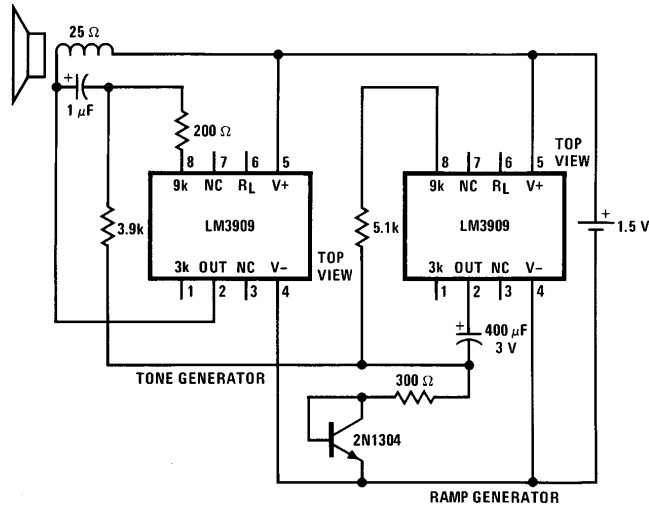 25 Ω
+
1 μF
200 Ω
8 7 6 5
9k NC RL V+
LM3909
3k OUT NC V−
1 2 3 4
TOP
VIEW
3.9k
5.1k
8 7 6 5
9k NC RL V+
LM3909
3k OUT NC V−
1 2 3 4
TOP
VIEW
+
1.5 V
+
400 μF
3 V
TONE GENERATOR
300 Ω
2N1304
RAMP GENERATOR